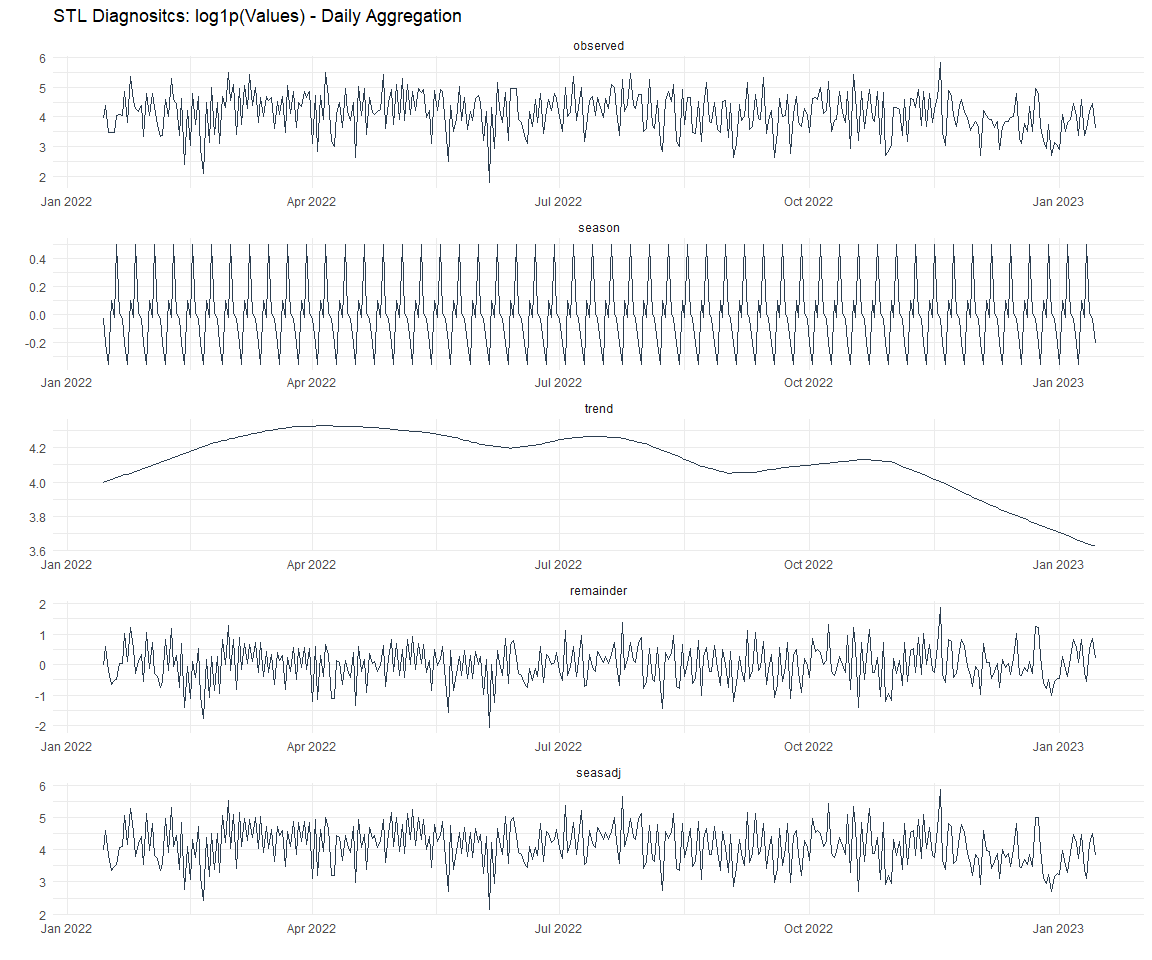 STL Diagnositcs: log1p(Values) - Daily Aggregation
observed
6
5
4
3
2
Jan 2022 Apr 2022 Jul 2022 Oct 2022 Jan 2023
season
0.4
0.2
0.0
-0.2
Jan 2022 Apr 2022 Jul 2022 Oct 2022 Jan 2023
trend
4.2
4.0
3.8
3.6
Jan 2022 Apr 2022 Jul 2022 Oct 2022 Jan 2023
remainder
2
1
0
-1
-2
Jan 2022 Apr 2022 Jul 2022 Oct 2022 Jan 2023
seasadj
6
5
4
3
2
Jan 2022 Apr 2022 Jul 2022 Oct 2022 Jan 2023